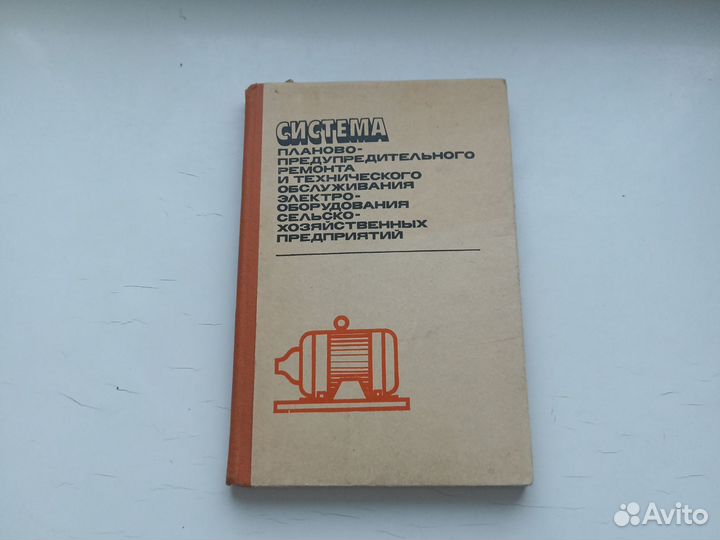 СИСТЕМА
ПЛАНОВО-
ПРЕДУПРЕДИТЕЛЬНОГО
РЕМОНТА
И ТЕХНИЧЕСКОГО
ОБСЛУЖИВАНИЯ
ЭЛЕКТРО-
ОБОРУДОВАНИЯ
СЕЛЬСКО-
ХОЗЯЙСТВЕННЫХ
ПРЕДПРИЯТИЙ
Avito